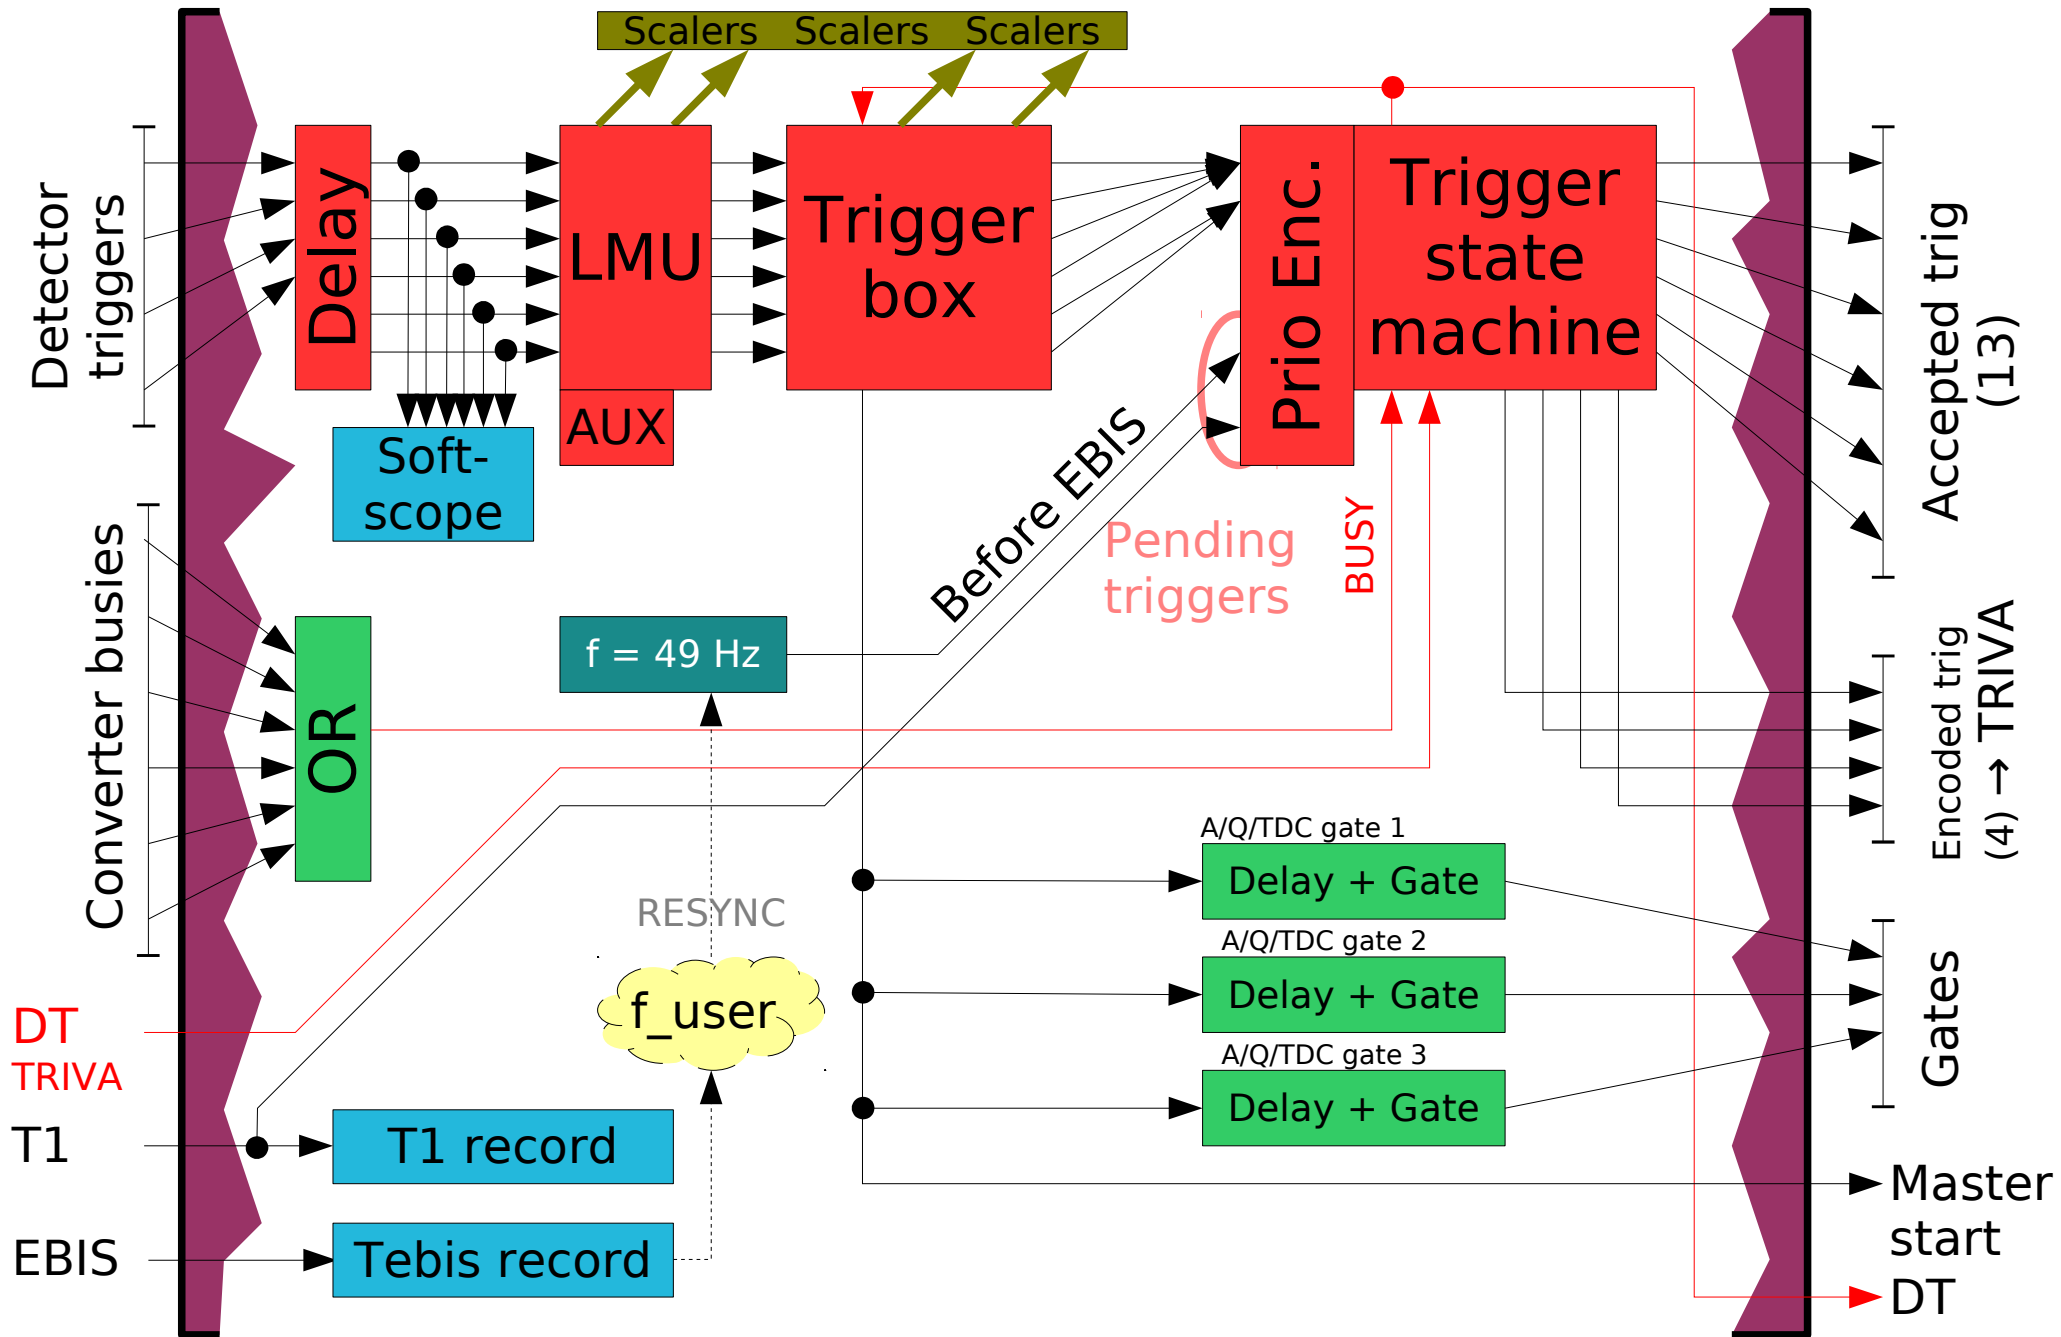 Scalers Scalers Scalers
Detector
triggers
Delay
LMU
AUX
Trigger
box
Prio Enc.
Trigger
state
machine
Accepted trig
(13)
Soft-
scope
Before EBIS
Pending
triggers
BUSY
Converter busies
OR
f = 49 Hz
Encoded trig
(4) → TRIVA
RESYNC
f_user
A/Q/TDC gate 1
Delay + Gate
A/Q/TDC gate 2
Delay + Gate
A/Q/TDC gate 3
Delay + Gate
Gates
DT
TRIVA
T1
T1 record
EBIS
Tebis record
Master
start
DT